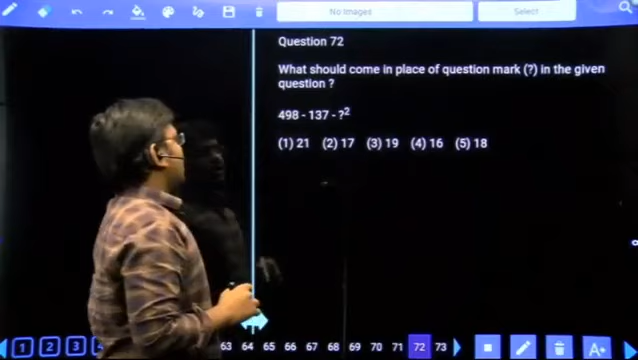 No Images
Select
Question 72
What should come in place of question mark (?) in the given
question ?
498 - 137 - ?²
(1) 21 (2) 17 (3) 19 (4) 16 (5) 18
1 2 3 63 64 65 66 67 68 69 70 71 72 73
A+